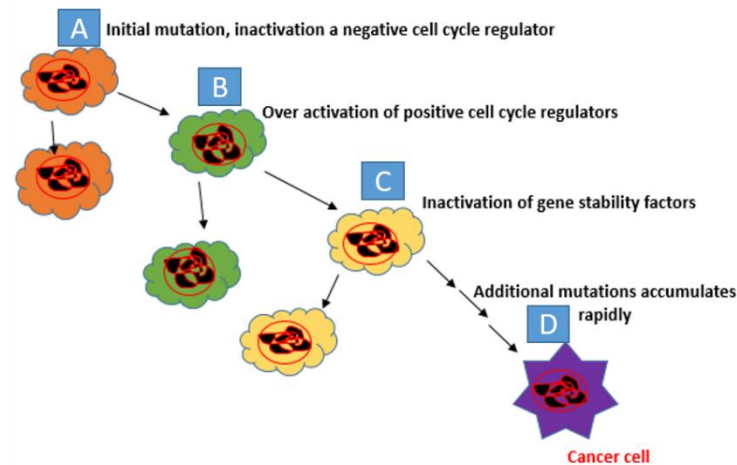 A
Initial mutation, inactivation a negative cell cycle regulator
B
Over activation of positive cell cycle regulators
C
Inactivation of gene stability factors
Additional mutations accumulates
rapidly
D
Cancer cell